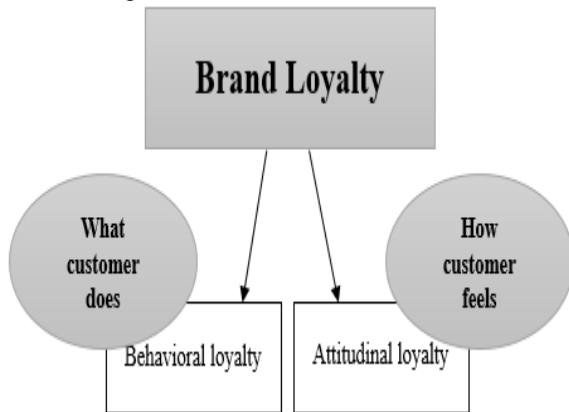 Brand Loyalty
What
customer
does
How
customer
feels
Behavioral loyalty
Attitudinal loyalty